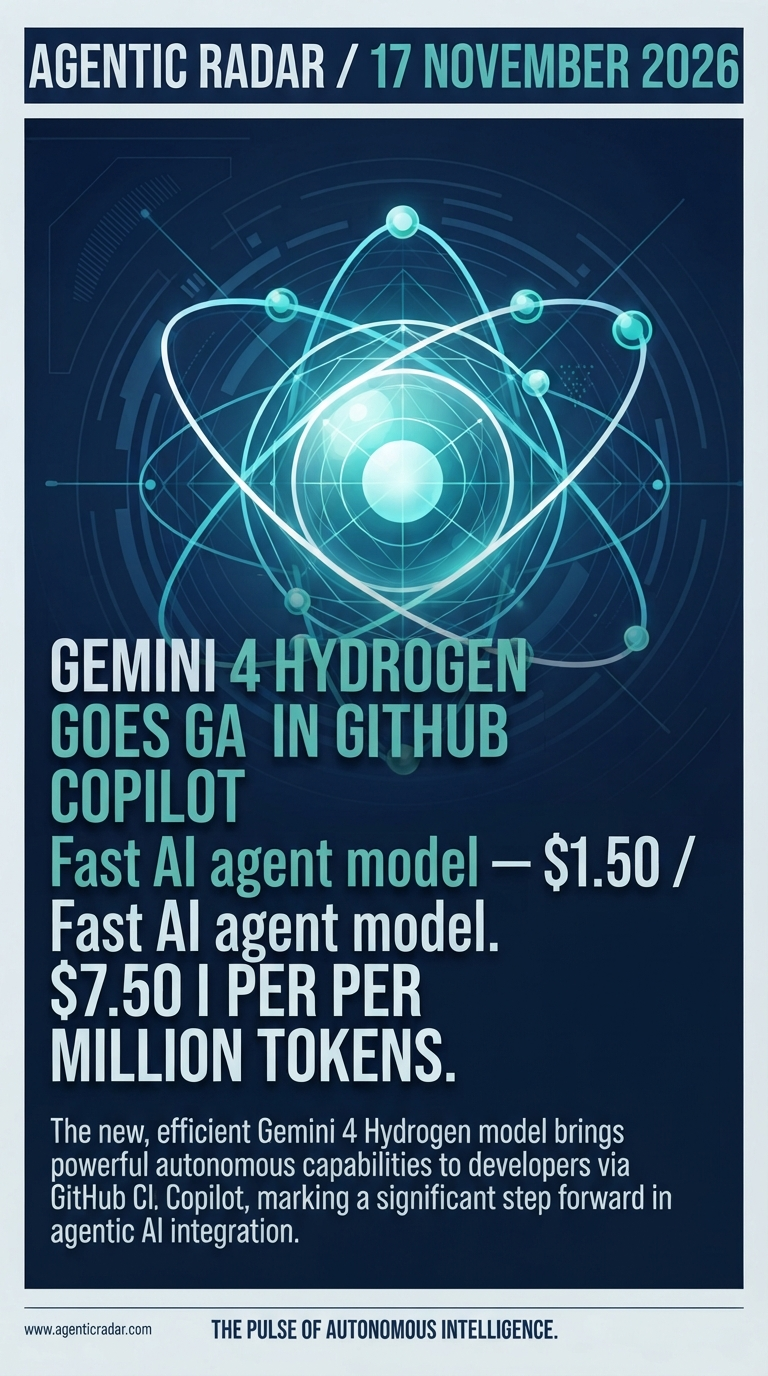 AGENTIC RADAR / 17 NOVEMBER 2026
GEMINI 4 HYDROGEN
GOES GA IN GITHUB
COPILOT
Fast AI agent model — $1.50 /
Fast AI agent model.
$7.50 I PER PER
MILLION TOKENS.
The new, efficient Gemini 4 Hydrogen model brings
powerful autonomous capabilities to developers via
GitHub CI. Copilot, marking a significant step forward in
agentic AI integration.
www.agenticradar.com
THE PULSE OF AUTONOMOUS INTELLIGENCE.